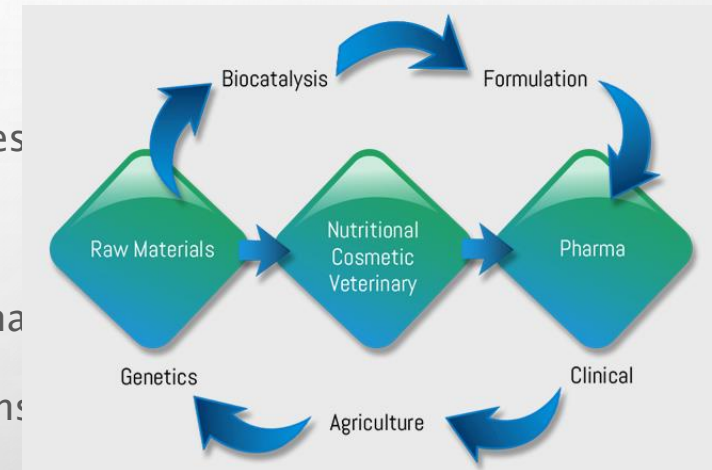 Biocatalysis
Formulation
Raw Materials
Nutritional
Cosmetic
Veterinary
Pharma
Genetics
Clinical
Agriculture